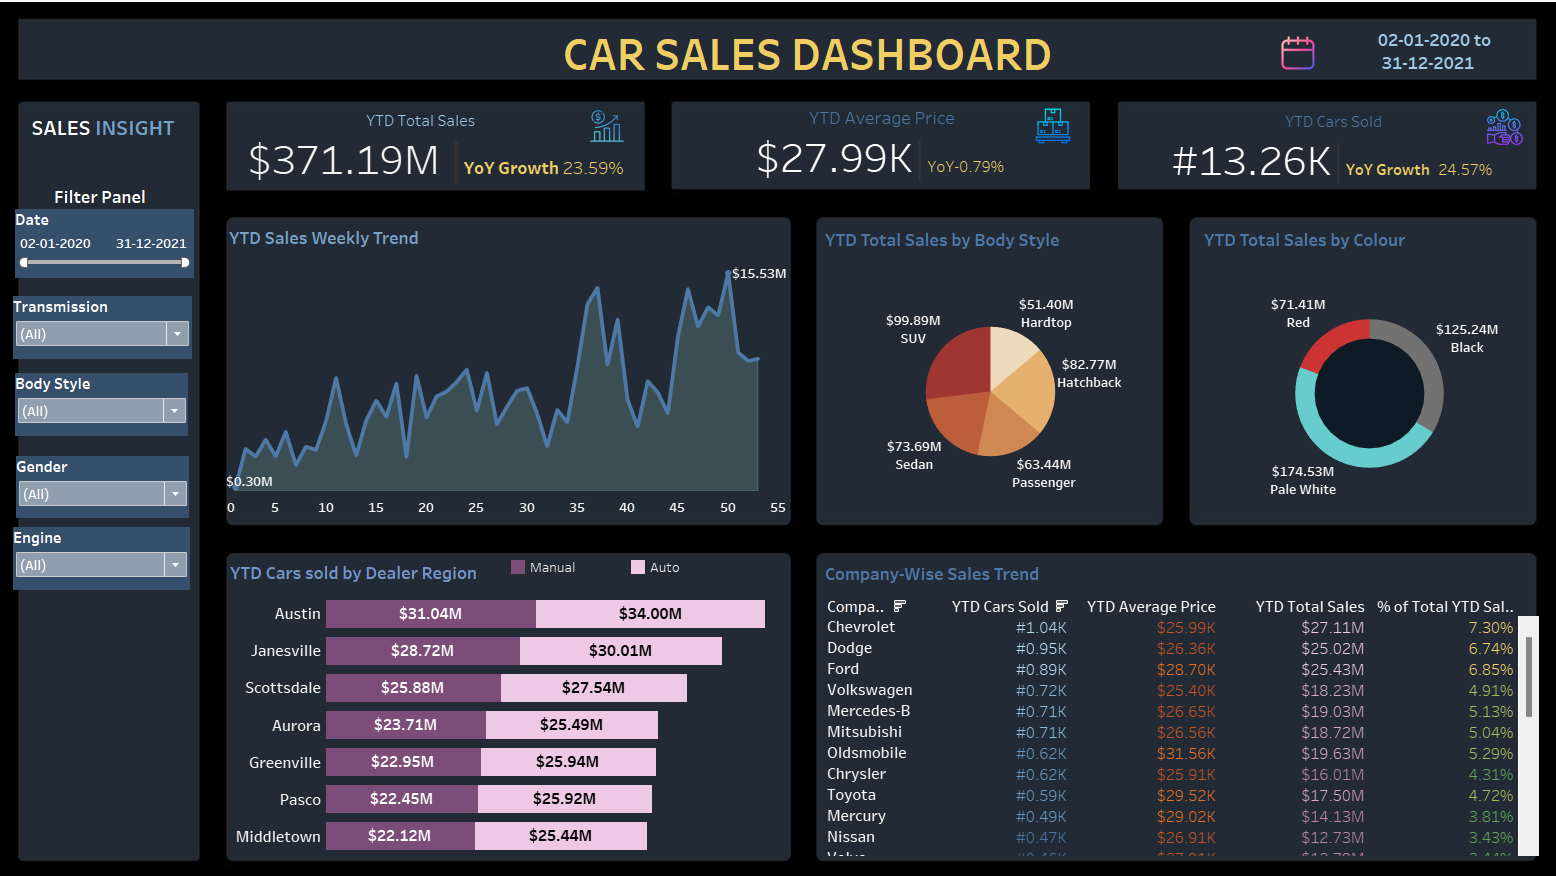 CAR SALES DASHBOARD
02-01-2020 to
31-12-2021
SALES INSIGHT
Filter Panel
Date
02-01-2020 31-12-2021
Transmission
(All)
Body Style
(All)
Gender
(All)
Engine
(All)
YTD Total Sales
$371.19M
YoY Growth 23.59%
YTD Average Price
$27.99K
YoY-0.79%
YTD Cars Sold
#13.26K
YoY Growth 24.57%
YTD Sales Weekly Trend
$15.53M
$0.30M
0 5 10 15 20 25 30 35 40 45 50 55
YTD Total Sales by Body Style
$51.40M
Hardtop
$99.89M
SUV
$82.77M
Hatchback
$73.69M
Sedan
$63.44M
Passenger
YTD Total Sales by Colour
$71.41M
Red
$125.24M
Black
$174.53M
Pale White
YTD Cars sold by Dealer Region
Manual Auto
Austin $31.04M $34.00M
Janesville $28.72M $30.01M
Scottsdale $25.88M $27.54M
Aurora $23.71M $25.49M
Greenville $22.95M $25.94M
Pasco $22.45M $25.92M
Middletown $22.12M $25.44M
Company-Wise Sales Trend
Compa.. YTD Cars Sold YTD Average Price YTD Total Sales % of Total YTD Sal..
Chevrolet #1.04K $25.99K $27.11M 7.30%
Dodge #0.95K $26.36K $25.02M 6.74%
Ford #0.89K $28.70K $25.43M 6.85%
Volkswagen #0.72K $25.40K $18.23M 4.91%
Mercedes-B #0.71K $26.65K $19.03M 5.13%
Mitsubishi #0.71K $26.56K $18.72M 5.04%
Oldsmobile #0.62K $31.56K $19.63M 5.29%
Chrysler #0.62K $25.91K $16.01M 4.31%
Toyota #0.59K $29.52K $17.50M 4.72%
Mercury #0.49K $29.02K $14.13M 3.81%
Nissan #0.47K $26.91K $12.73M 3.43%